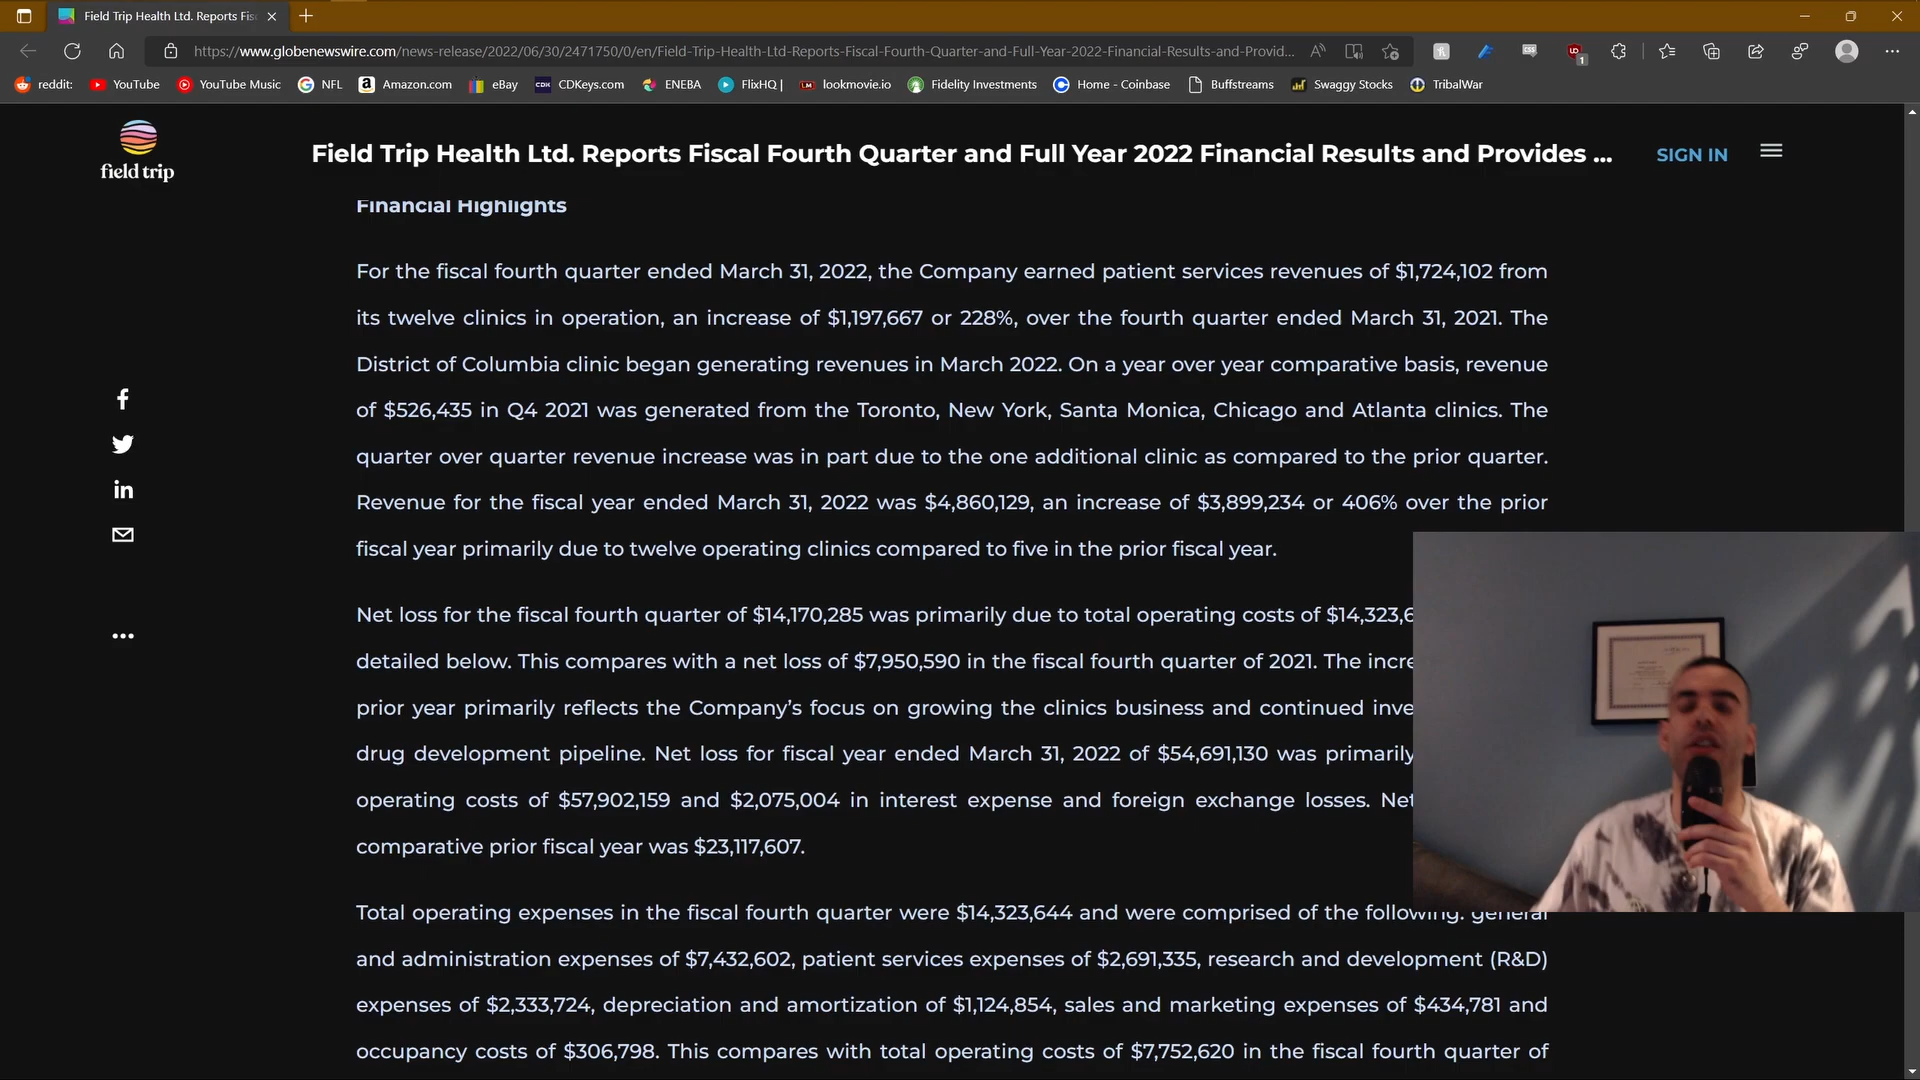 Field Trip Health Ltd. Reports Fis
https://www.globenewswire.com/news-release/2022/06/30/2471750/0/en/Field-Trip-Health-Ltd-Reports-Fiscal-Fourth-Quarter-and-Full-Year-2022-Financial-Results-and-Provid...
reddit: YouTube YouTube Music NFL Amazon.com eBay CDKeys.com ENEBA FlixHQ | lookmovie.io Fidelity Investments Home - Coinbase Buffstreams Swaggy Stocks TribalWar
field trip
Field Trip Health Ltd. Reports Fiscal Fourth Quarter and Full Year 2022 Financial Results and Provides ...
SIGN IN
Financial Highlights
For the fiscal fourth quarter ended March 31, 2022, the Company earned patient services revenues of $1,724,102 from
its twelve clinics in operation, an increase of $1,197,667 or 228%, over the fourth quarter ended March 31, 2021. The
District of Columbia clinic began generating revenues in March 2022. On a year over year comparative basis, revenue
of $526,435 in Q4 2021 was generated from the Toronto, New York, Santa Monica, Chicago and Atlanta clinics. The
quarter over quarter revenue increase was in part due to the one additional clinic as compared to the prior quarter.
Revenue for the fiscal year ended March 31, 2022 was $4,860,129, an increase of $3,899,234 or 406% over the prior
fiscal year primarily due to twelve operating clinics compared to five in the prior fiscal year.
Net loss for the fiscal fourth quarter of $14,170,285 was primarily due to total operating costs of $14,323,6
detailed below. This compares with a net loss of $7,950,590 in the fiscal fourth quarter of 2021. The incre
prior year primarily reflects the Company's focus on growing the clinics business and continued inve
drug development pipeline. Net loss for fiscal year ended March 31, 2022 of $54,691,130 was primarily
operating costs of $57,902,159 and $2,075,004 in interest expense and foreign exchange losses. Net
comparative prior fiscal year was $23,117,607.
Total operating expenses in the fiscal fourth quarter were $14,323,644 and were comprised of the following: general
and administration expenses of $7,432,602, patient services expenses of $2,691,335, research and development (R&D)
expenses of $2,333,724, depreciation and amortization of $1,124,854, sales and marketing expenses of $434,781 and
occupancy costs of $306,798. This compares with total operating costs of $7,752,620 in the fiscal fourth quarter of